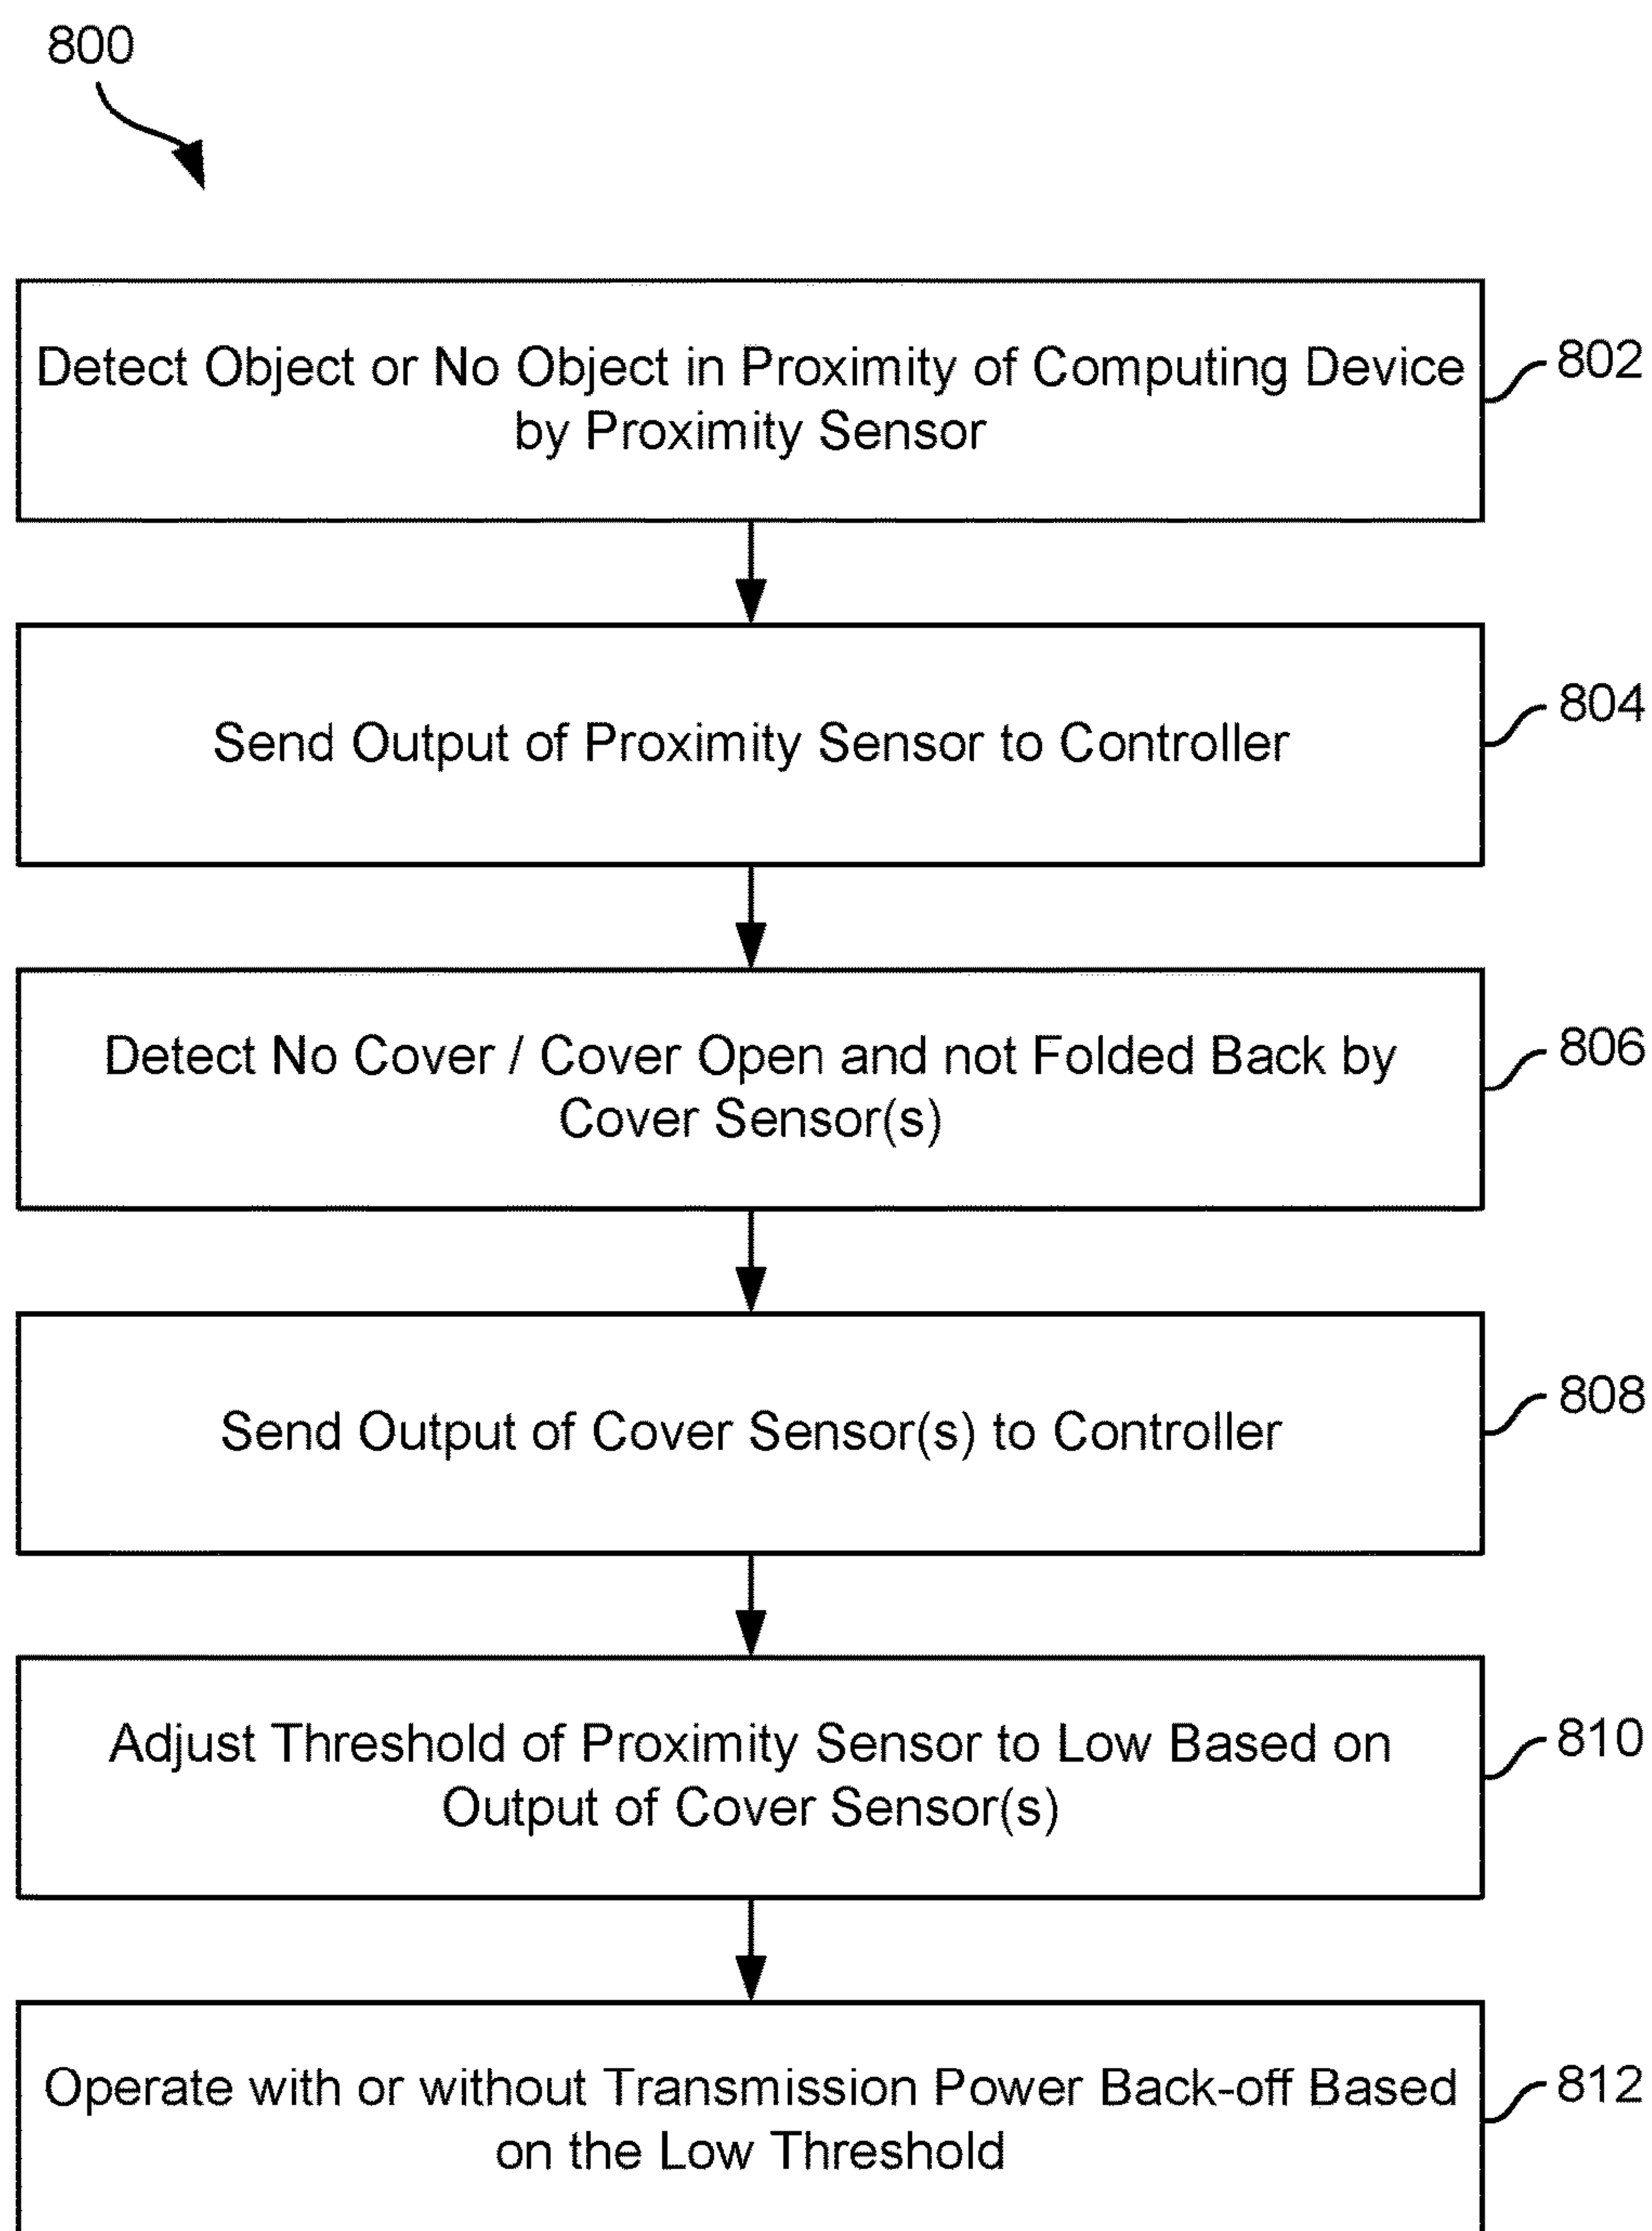 800
Detect Object or No Object in Proximity of Computing Device
by Proximity Sensor
802
Send Output of Proximity Sensor to Controller
804
Detect No Cover / Cover Open and not Folded Back by
Cover Sensor(s)
806
Send Output of Cover Sensor(s) to Controller
808
Adjust Threshold of Proximity Sensor to Low Based on
Output of Cover Sensor(s)
810
Operate with or without Transmission Power Back-off Based
on the Low Threshold
812